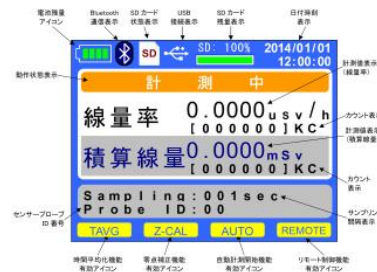 電池残量 Bluetooth SDカード USB SDカード 日付時刻
アイコン 通信表示 状態表示 接続表示 残量表示 表示
SD SD: 100% 2014/01/01
12:00:00
動作状態表示
計測中
計測値表示
(線量率)
線量率 0.0000uSv/h
[000000]KC
カウント表示
計測値表示
(積算線量)
積算線量 0.0000mSv
[000000]KC
カウント
表示
Sampling:001sec
サンプリング
間隔表示
Probe ID:00
センサープローブ
ID番号
TAVG Z-CAL AUTO REMOTE
時間平均化機能 零点補正機能 自動計測開始機能 リモート制御機能
有効アイコン 有効アイコン 有効アイコン 有効アイコン